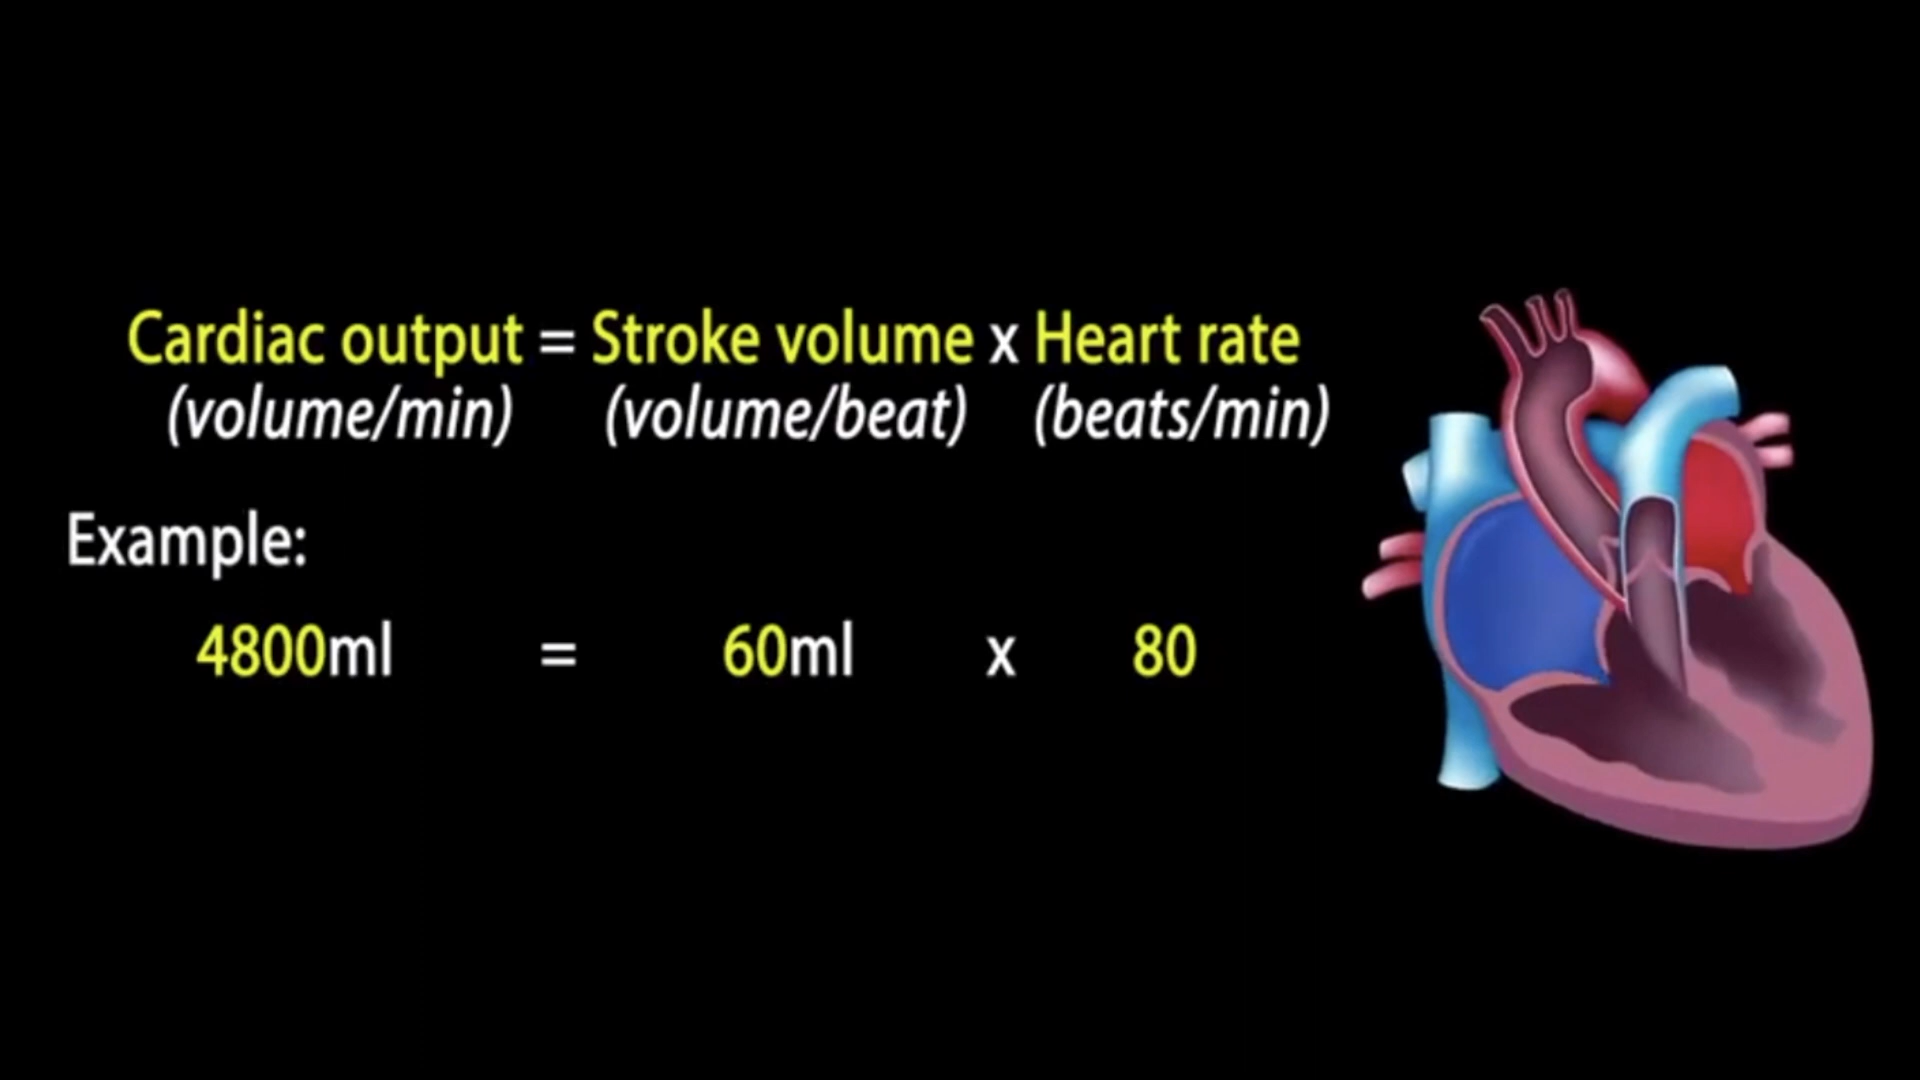 Cardiac output = Stroke volume x Heart rate
(volume/min) (volume/beat) (beats/min)
Example:
4800ml = 60ml x 80